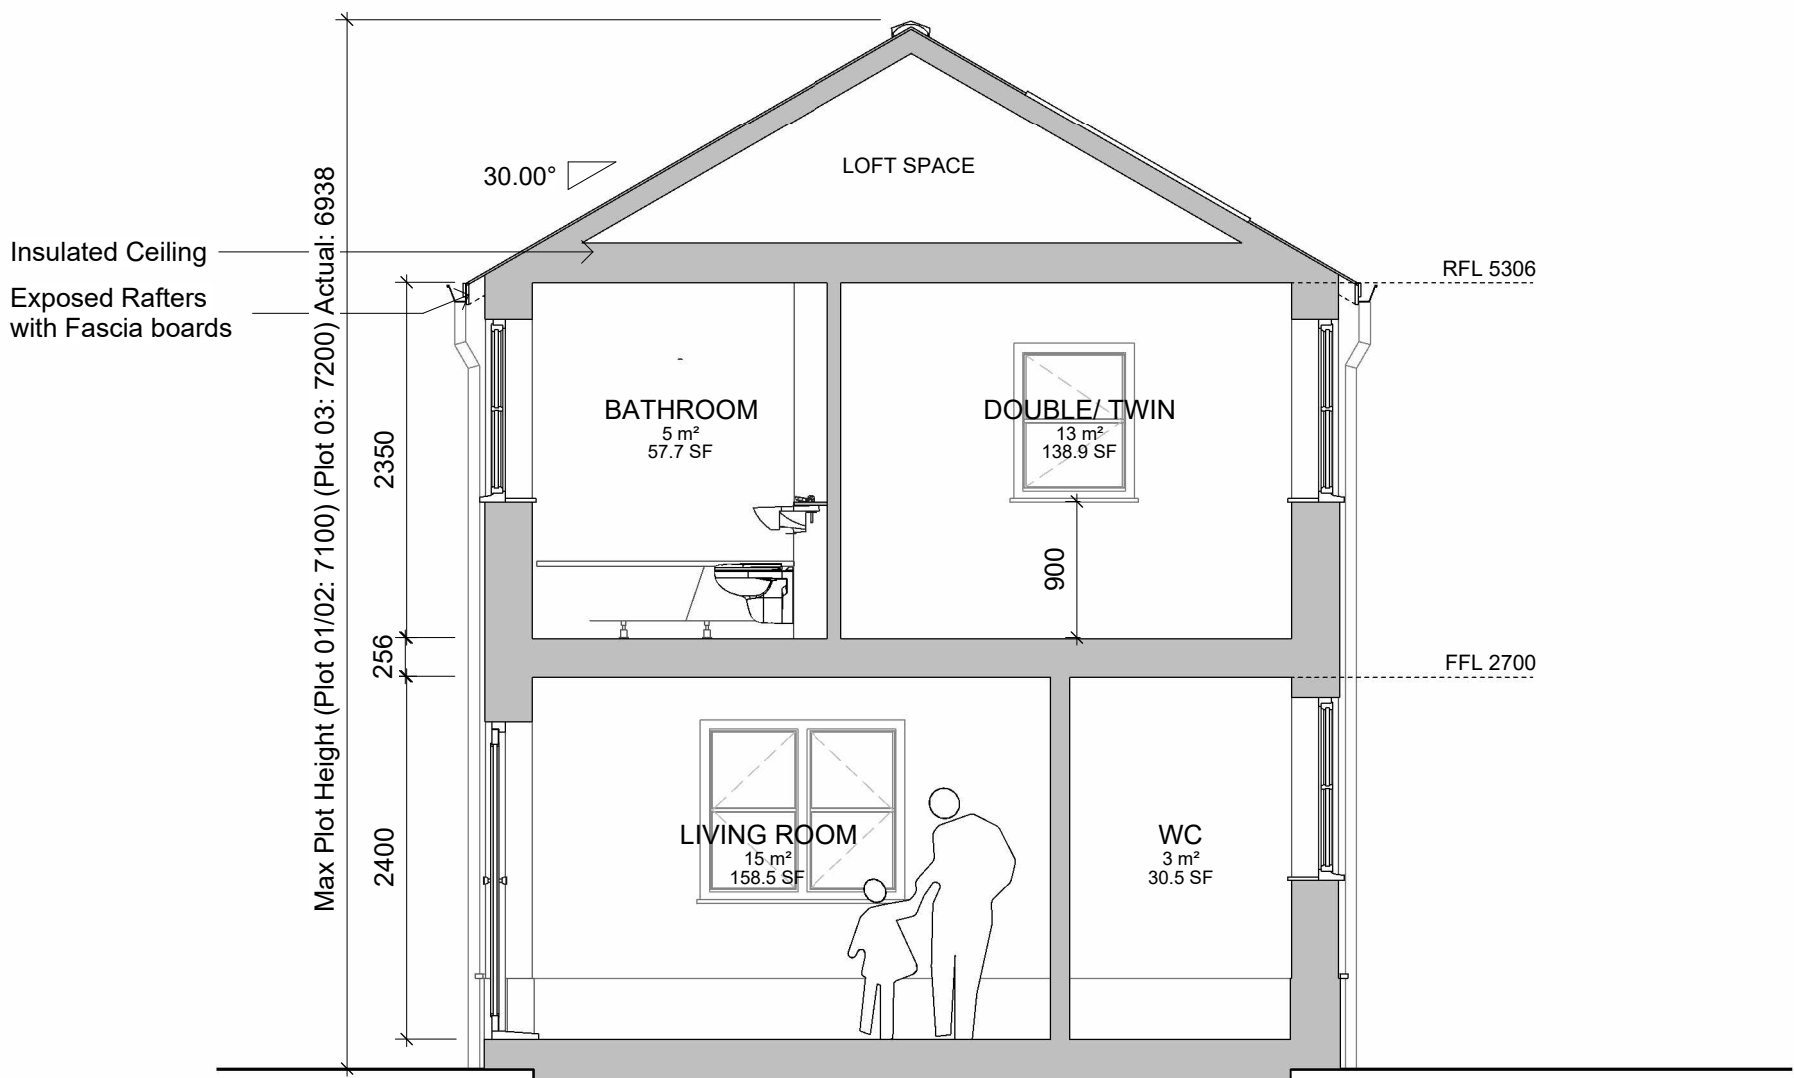 LOFT SPACE
30.00°
Insulated Ceiling
Exposed Rafters
with Fascia boards
Max Plot Height (Plot 01/02: 7100) (Plot 03: 7200) Actual: 6938
RFL 5306
2350
BATHROOM
5 m²
57.7 SF
DOUBLE/ TWIN
13 m²
138.9 SF
900
256
FFL 2700
2400
LIVING ROOM
15 m²
158.5 SF
WC
3 m²
30.5 SF